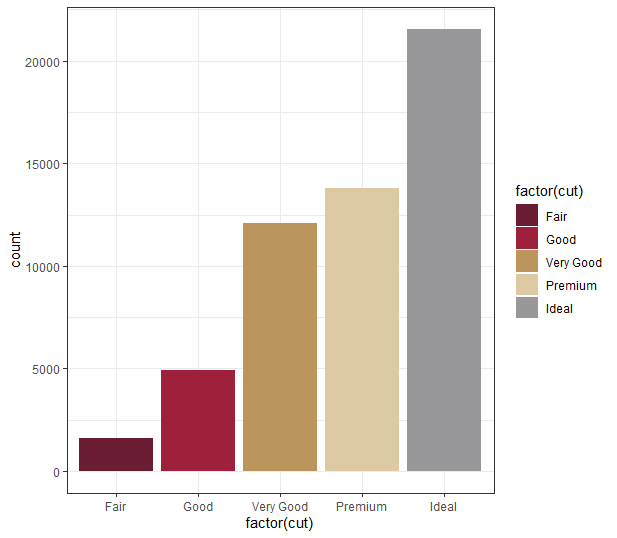 count
20000
15000
10000
5000
0
Fair Good Very Good Premium Ideal
factor(cut)
factor(cut)
Fair
Good
Very Good
Premium
Ideal